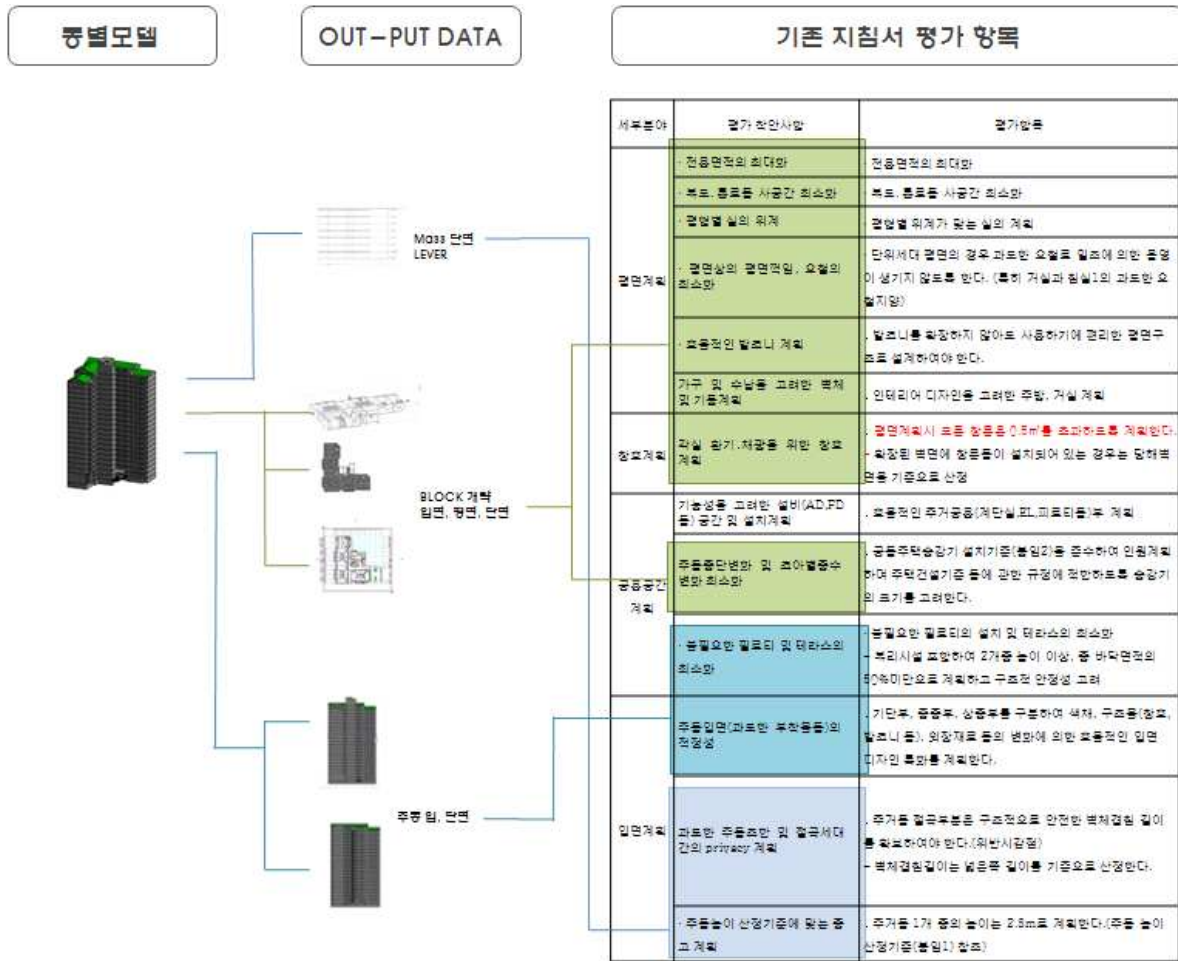 동별모델
OUT-PUT DATA
기존 지침서 평가 항목
Mass 단면
LEVER
BLOCK 개략
입면, 평면, 단면
주동 입, 단면
세부분야
평가 착안사항
평가항목
평면계획
· 전용면적의 최대화
· 전용면적의 최대화
· 복도, 통로등 사공간 최소화
· 복도, 통로등 사공간 최소화
· 평형별 실의 위계
· 평형별 위계가 맞는 실의 계획
· 평면상의 평면꺽임, 요철의
최소화
· 단위세대 평면의 경우 과도한 요철로 일조에 의한 음영
이 생기지 않도록 한다. (특히 거실과 침실1의 과도한 요
철지양)
· 효율적인 발코니 계획
. 발코니를 확장하지 않아도 사용하기에 편리한 평면구
조로 설계하여야 한다.
가구 및 수납을 고려한 벽체
및 기둥계획
. 인테리어 디자인을 고려한 주방, 거실 계획
창호계획
각실 환기.채광을 위한 창호
계획
. 평면계획시 모든 창문은 0.5㎡를 초과하도록 계획한다.
- 확장된 벽면에 창문등이 설치되어 있는 경우는 당해벽
면을 기준으로 산정
공용공간
계획
기능성을 고려한 설비(AD,PD
등) 공간 및 설치계획
. 효율적인 주거공용(계단실,EL,피로티등)부 계획
주동중단변화 및 조아별중수
변화 최소화
. 공동주택승강기 설치기준(붙임2)을 준수하여 인원계획
하며 주택건설기준 등에 관한 규정에 적합하도록 승강기
의 크기를 고려한다.
· 불필요한 필로티 및 테라스의
최소화
· 불필요한 필로티의 설치 및 테라스의 최소화
- 복리시설 포함하여 2개층 높이 이상, 층 바닥면적의
50%미만으로 계획하고 구조적 안정성 고려
입면계획
주동입면(과도한 부착물등)의
적정성
. 기단부, 중층부, 상층부를 구분하여 색채, 구조물(창호,
발코니 등), 외장재료 등의 변화에 의한 효율적인 입면
디자인 특화를 계획한다.
과도한 주동조합 및 절곡세대
간의 privacy 계획
. 주거동 절곡부분은 구조적으로 안전한 벽체겹침 길이
를 확보하여야 한다.(위반시감점)
- 벽체겹침길이는 넓은쪽 길이를 기준으로 산정한다.
· 주동높이 산정기준에 맞는 층
고 계획
. 주거동 1개 층의 높이는 2.8m로 계획한다.(주동 높이
산정기준(붙임1) 참조)